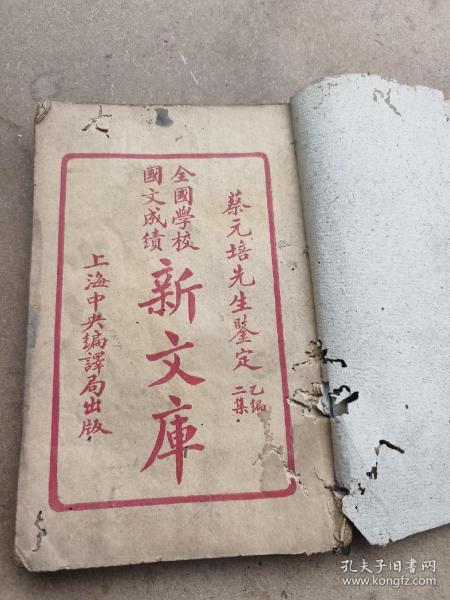 蔡元培先生鑒定
乙編
二集
全國學校
國文成績
新文庫
上海中央編譯局出版
孔夫子旧书网
www.kongfz.com